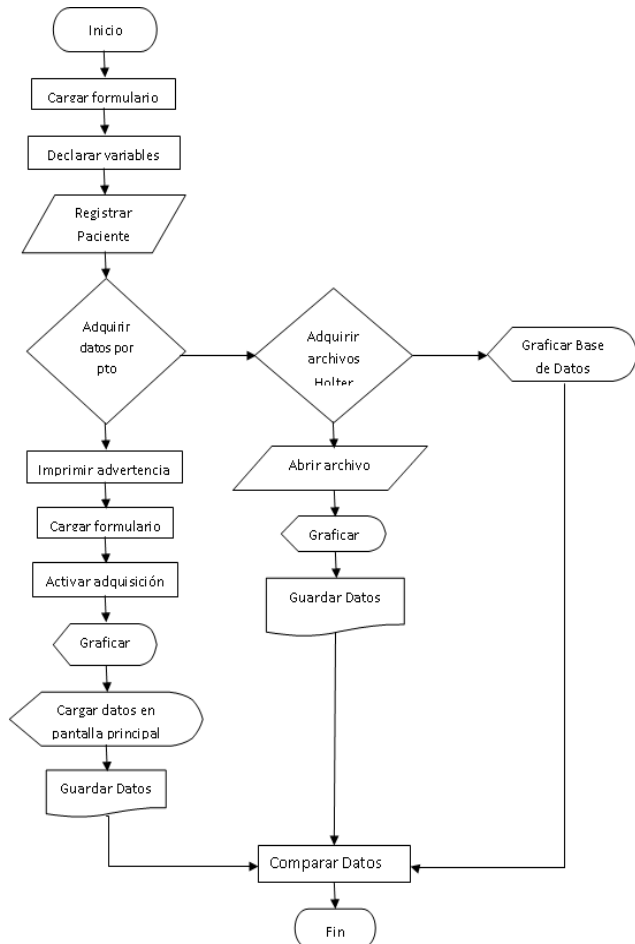 Inicio
Cargar formulario
Declarar variables
Registrar
Paciente
Adquirir
datos por
pto
Adquirir
archivos
Holter
Graficar Base
de Datos
Imprimir advertencia
Cargar formulario
Activar adquisición
Graficar
Cargar datos en
pantalla principal
Guardar Datos
Abrir archivo
Graficar
Guardar Datos
Comparar Datos
Fin